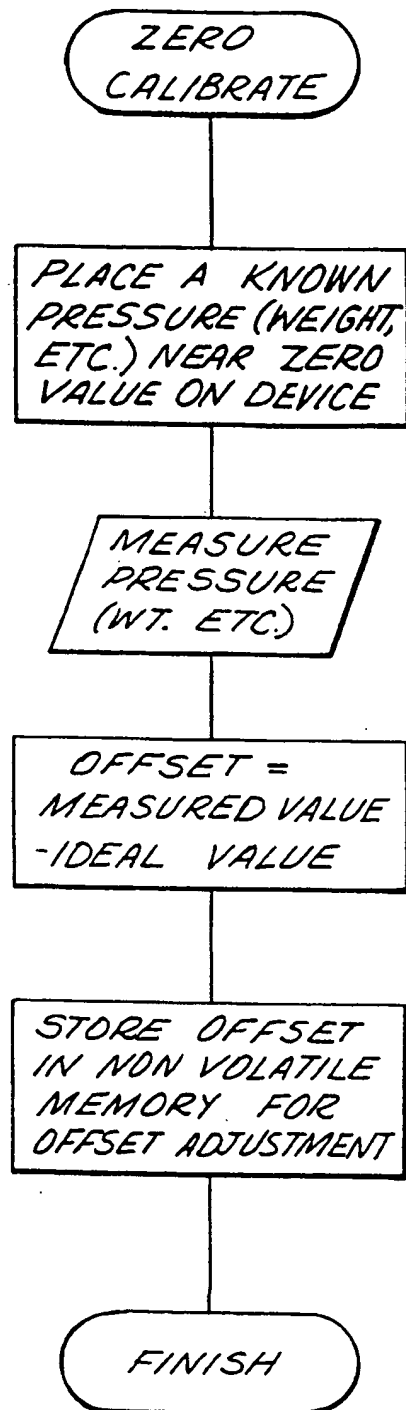 ZERO
CALIBRATE
PLACE A KNOWN
PRESSURE (WEIGHT,
ETC.) NEAR ZERO
VALUE ON DEVICE
MEASURE
PRESSURE
(WT. ETC.)
OFFSET =
MEASURED VALUE
-IDEAL VALUE
STORE OFFSET
IN NON VOLATILE
MEMORY FOR
OFFSET ADJUSTMENT
FINISH